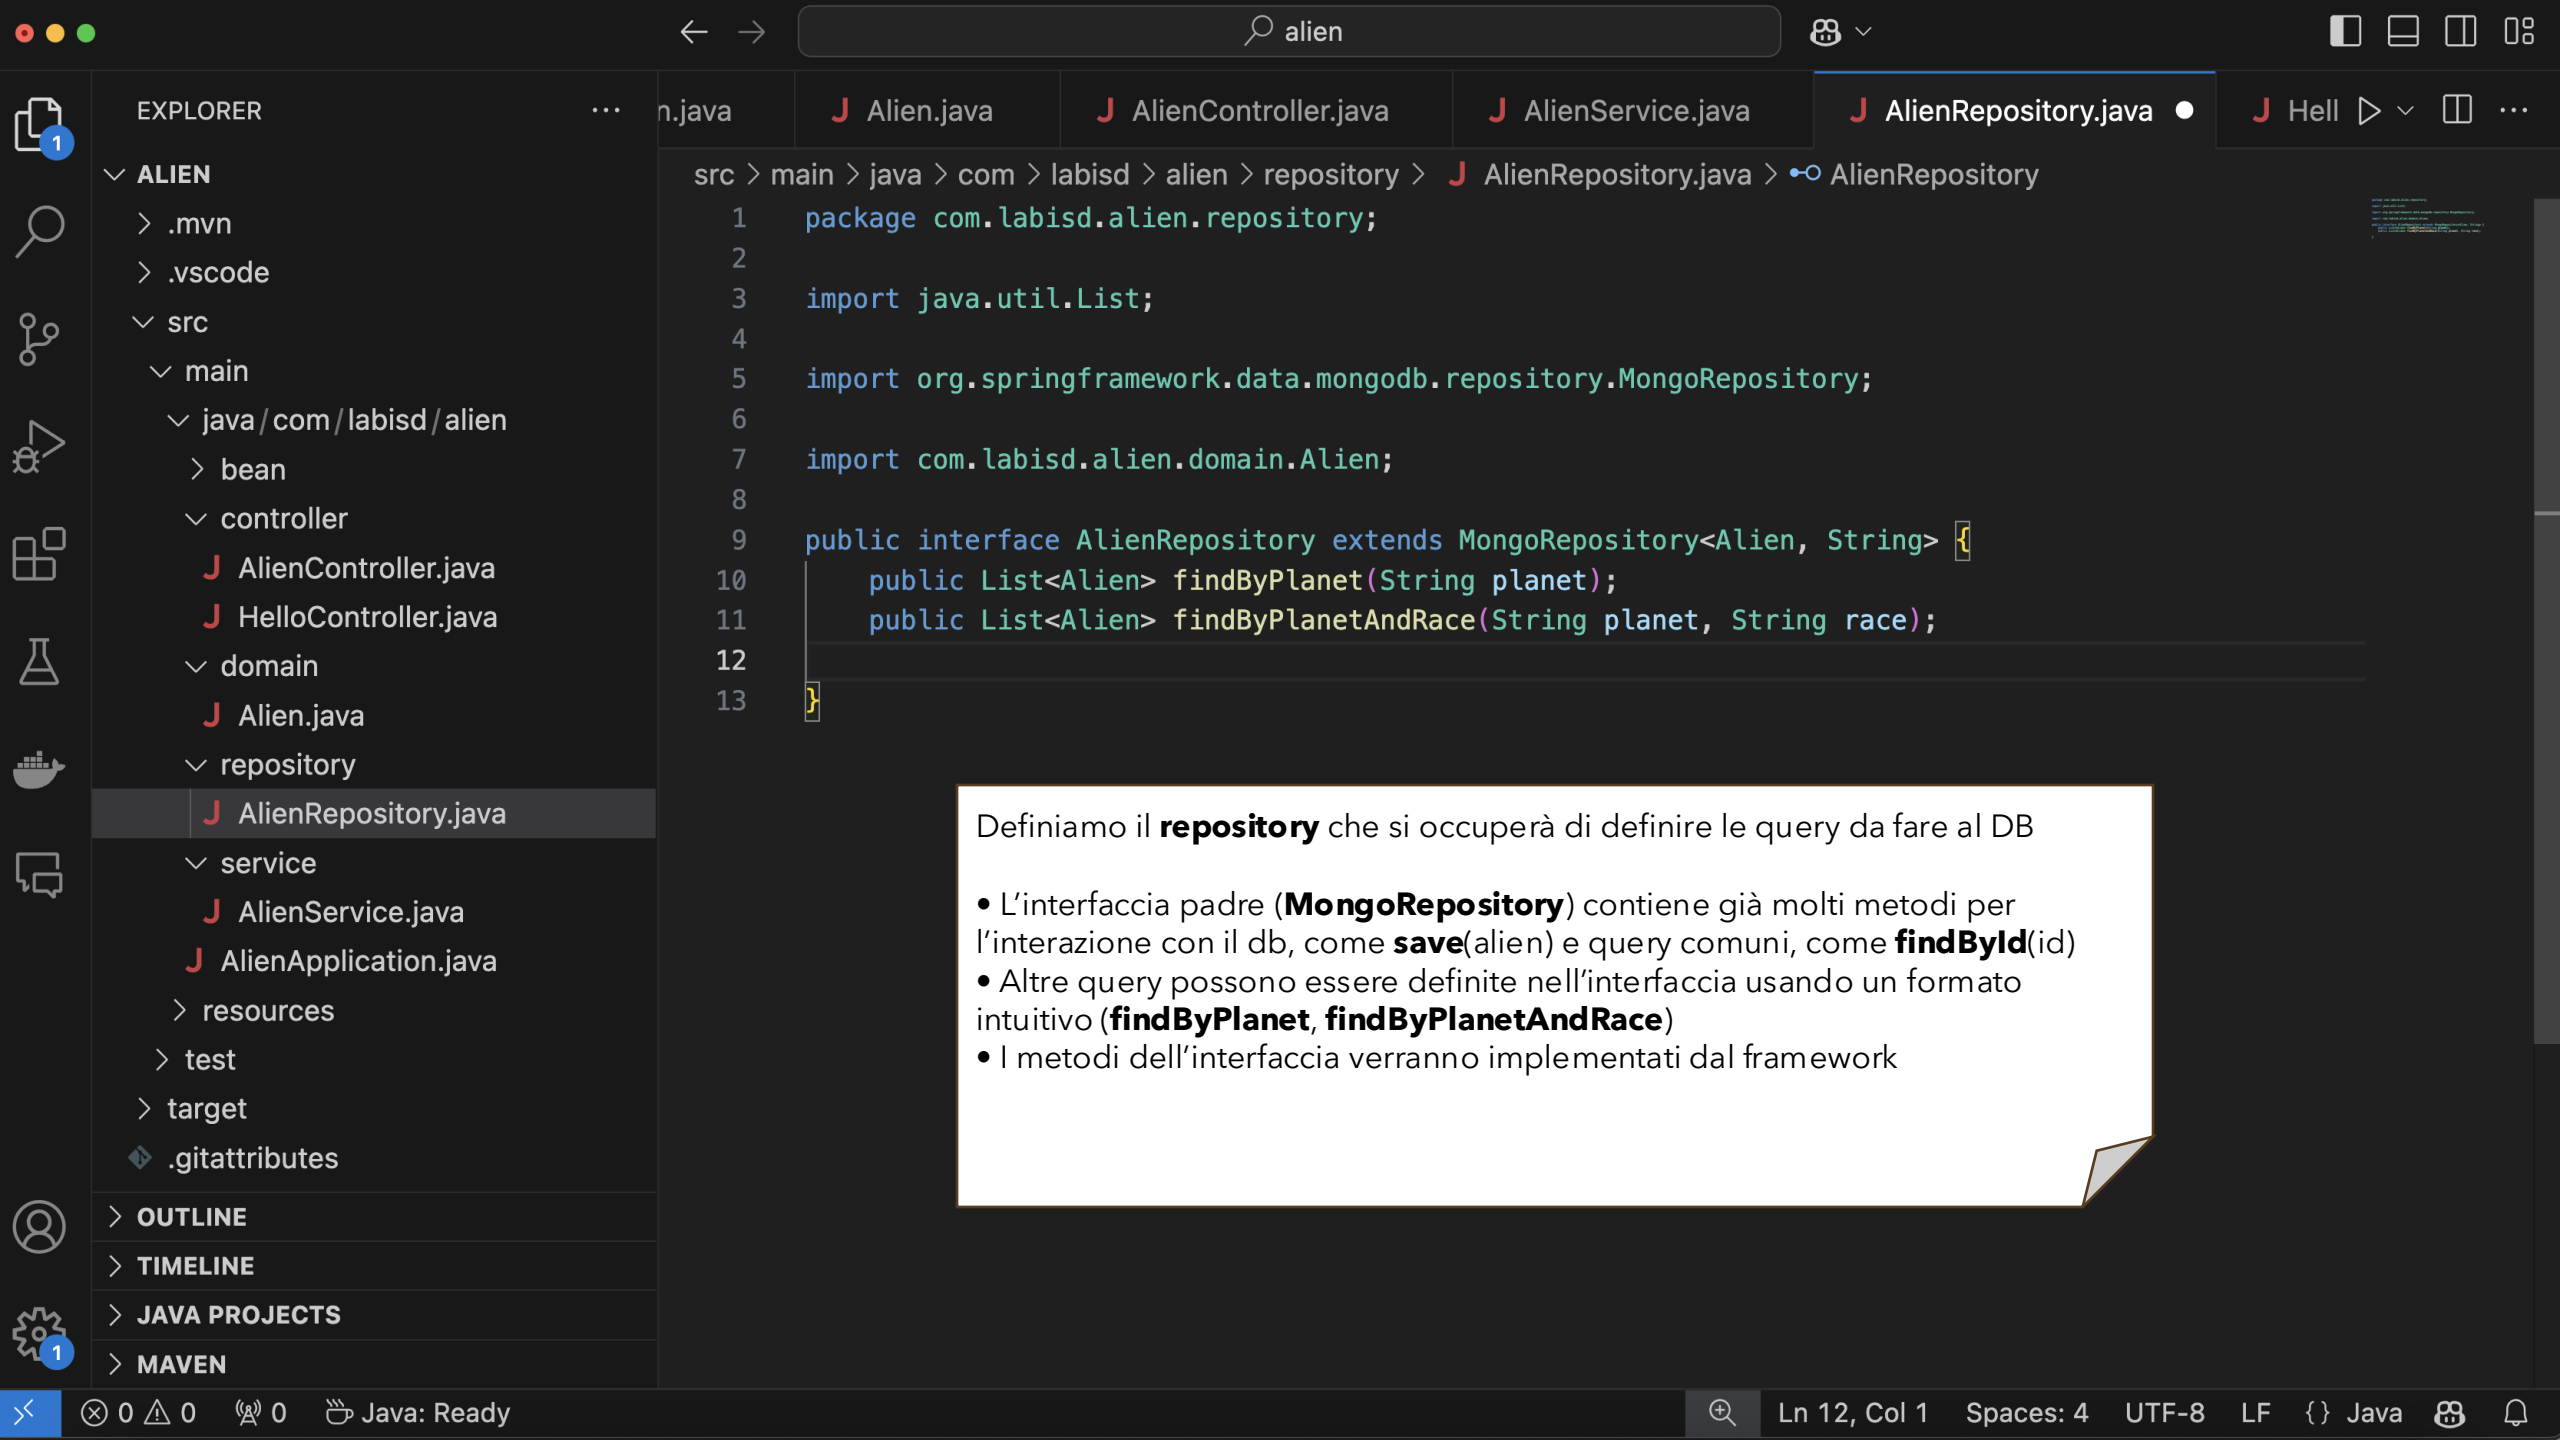 alien
EXPLORER
n.java
Alien.java
AlienController.java
AlienService.java
AlienRepository.java
Hell
src > main > java > com > labisd > alien > repository > AlienRepository.java > AlienRepository
ALIEN
.mvn
.vscode
src
main
java/com/labisd/alien
bean
controller
AlienController.java
HelloController.java
domain
Alien.java
repository
AlienRepository.java
service
AlienService.java
AlienApplication.java
resources
test
target
.gitattributes
OUTLINE
TIMELINE
JAVA PROJECTS
MAVEN
1
1
1 package com.labisd.alien.repository;
2
3 import java.util.List;
4
5 import org.springframework.data.mongodb.repository.MongoRepository;
6
7 import com.labisd.alien.domain.Alien;
8
9 public interface AlienRepository extends MongoRepository<Alien, String> {
10 public List<Alien> findByPlanet(String planet);
11 public List<Alien> findByPlanetAndRace(String planet, String race);
12
13 }
Definiamo il repository che si occuperà di definire le query da fare al DB
• L’interfaccia padre (MongoRepository) contiene già molti metodi per
l’interazione con il db, come save(alien) e query comuni, come findById(id)
• Altre query possono essere definite nell’interfaccia usando un formato
intuitivo (findByPlanet, findByPlanetAndRace)
• I metodi dell’interfaccia verranno implementati dal framework
0 0 0 Java: Ready
Ln 12, Col 1 Spaces: 4 UTF-8 LF {} Java